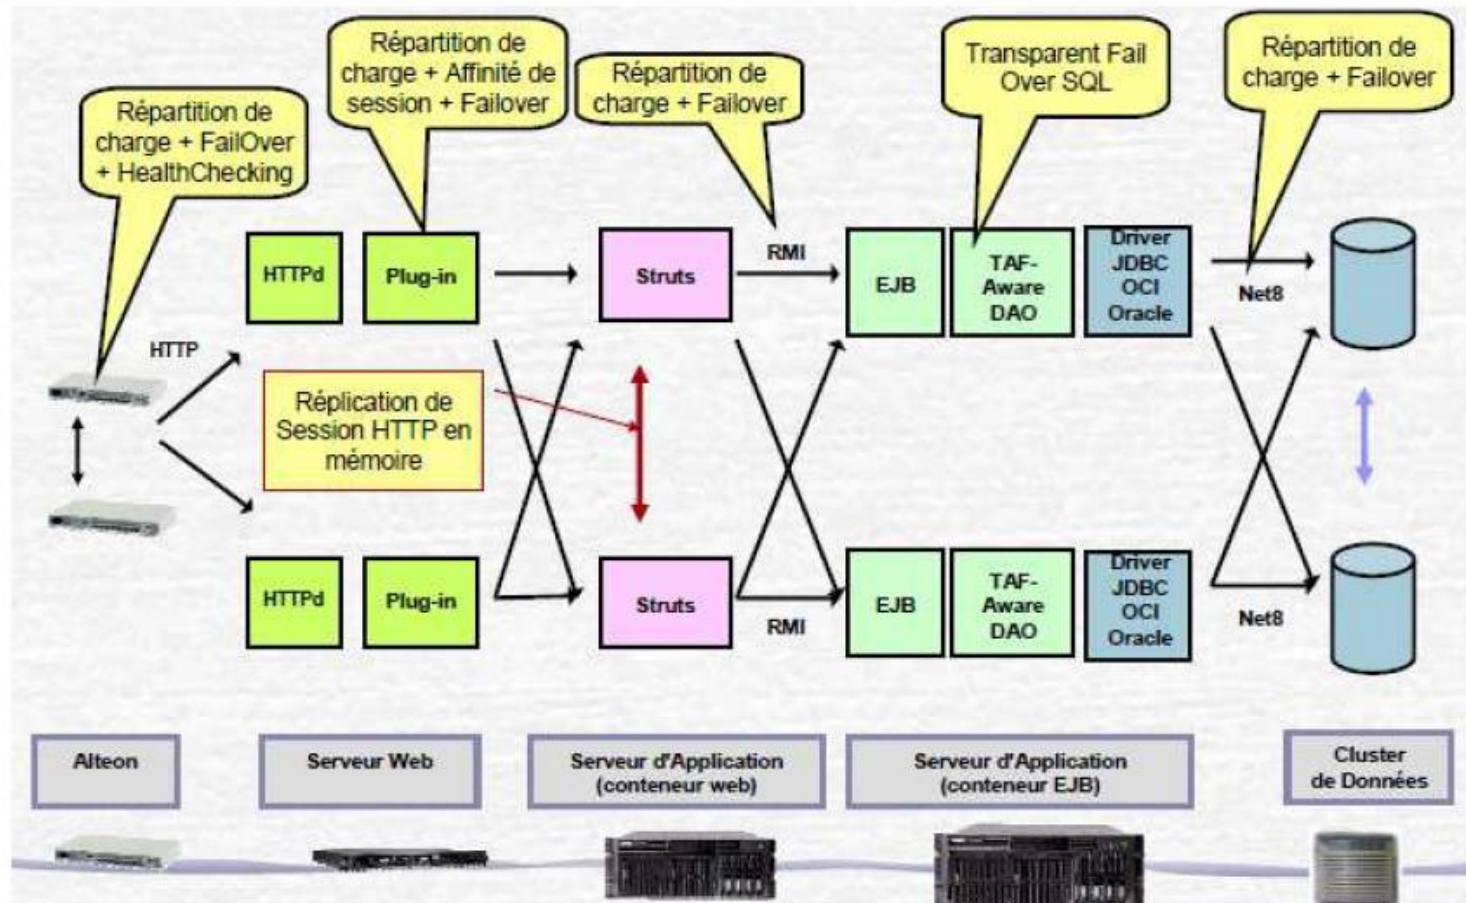 Répartition de
charge + FailOver
+ HealthChecking
Répartition de
charge + Affinité de
session + Failover
Répartition de
charge + Failover
Transparent Fail
Over SQL
Répartition de
charge + Failover
HTTP
HTTPd
Plug-in
Struts
RMI
EJB
TAF-
Aware
DAO
Driver
JDBC
OCI
Oracle
Net8
Réplication de
Session HTTP en
mémoire
HTTPd
Plug-in
Struts
RMI
EJB
TAF-
Aware
DAO
Driver
JDBC
OCI
Oracle
Net8
Alteon
Serveur Web
Serveur d'Application
(conteneur web)
Serveur d'Application
(conteneur EJB)
Cluster
de Données